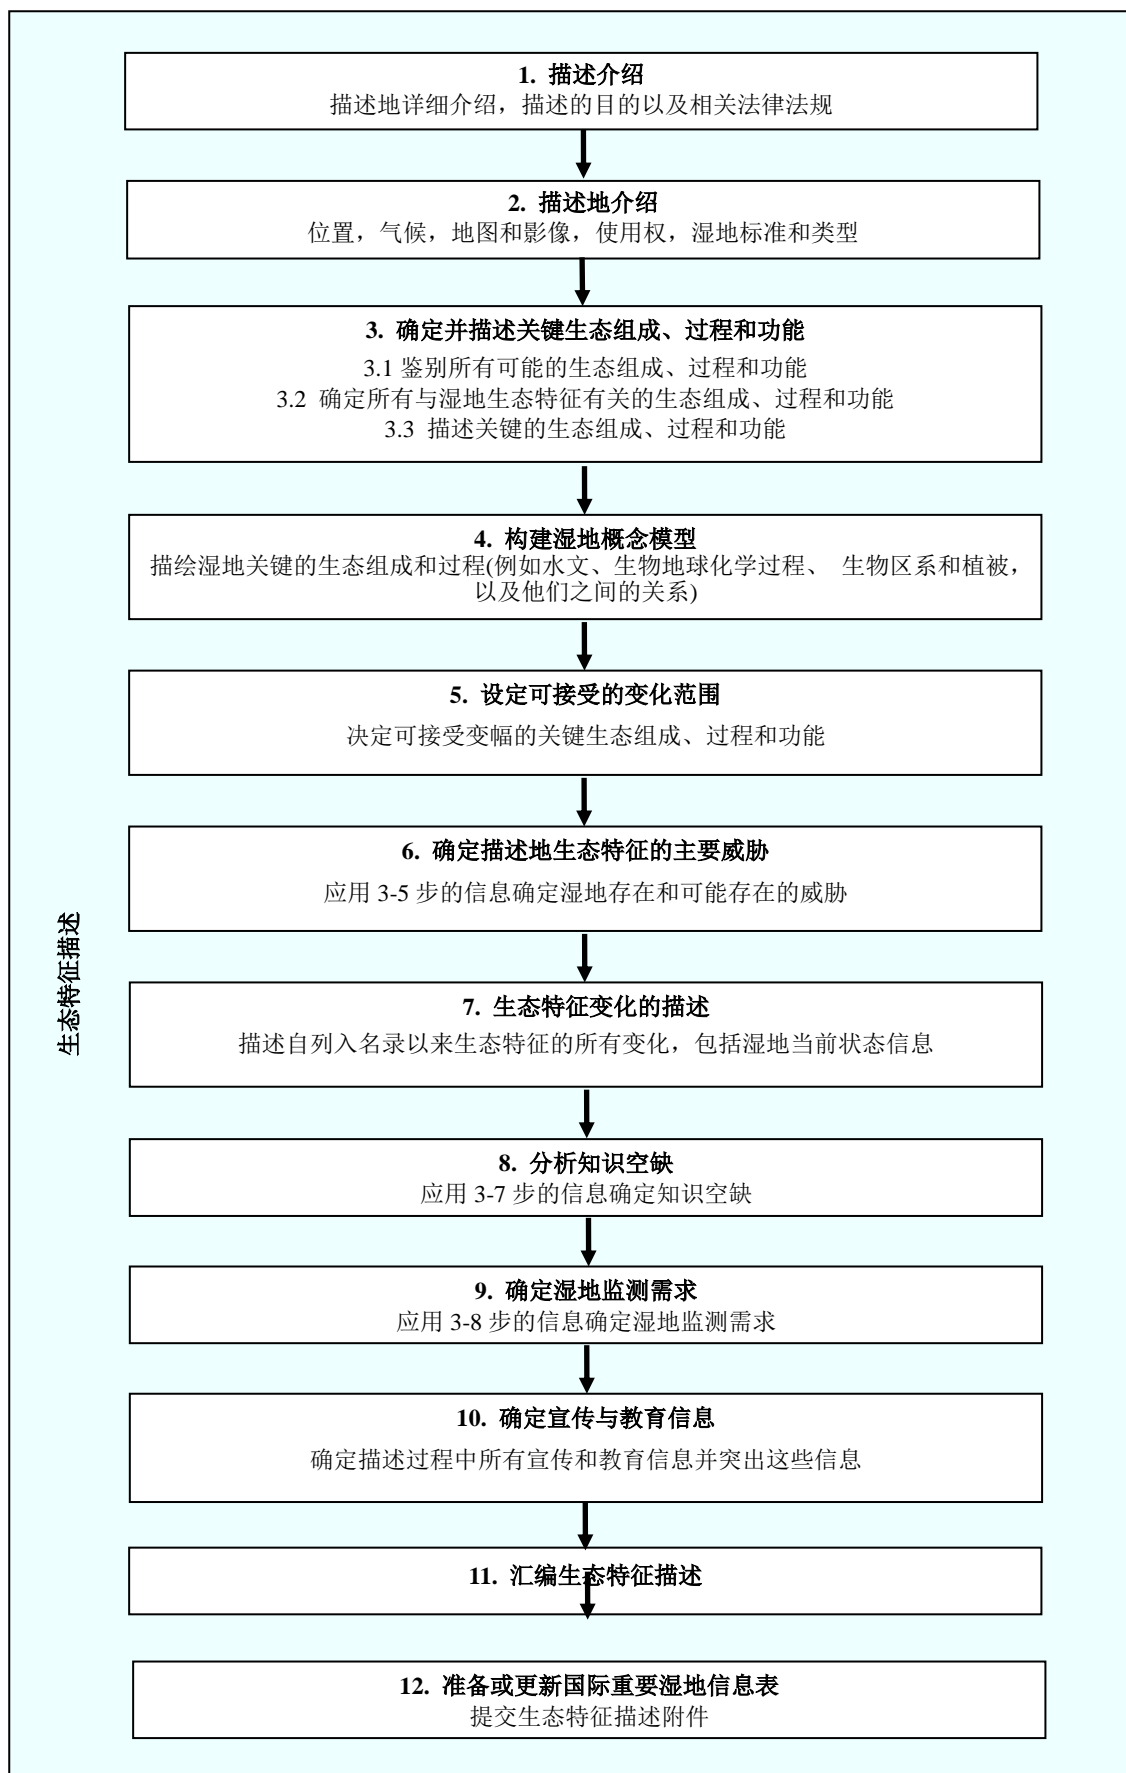 1. 描述介绍
描述地详细介绍，描述的目的以及相关法律法规
2. 描述地介绍
位置，气候，地图和影像，使用权，湿地标准和类型
3. 确定并描述关键生态组成、过程和功能
3.1 鉴别所有可能的生态组成、过程和功能
3.2 确定所有与湿地生态特征有关的生态组成、过程和功能
3.3 描述关键的生态组成、过程和功能
4. 构建湿地概念模型
描绘湿地关键的生态组成和过程(例如水文、生物地球化学过程、 生物区系和植被，
以及他们之间的关系)
5. 设定可接受的变化范围
决定可接受变幅的关键生态组成、过程和功能
6. 确定描述地生态特征的主要威胁
应用 3-5 步的信息确定湿地存在和可能存在的威胁
生态特征描述
7. 生态特征变化的描述
描述自列入名录以来生态特征的所有变化，包括湿地当前状态信息
8. 分析知识空缺
应用 3-7 步的信息确定知识空缺
9. 确定湿地监测需求
应用 3-8 步的信息确定湿地监测需求
10. 确定宣传与教育信息
确定描述过程中所有宣传和教育信息并突出这些信息
11. 汇编生态特征描述
12. 准备或更新国际重要湿地信息表
提交生态特征描述附件